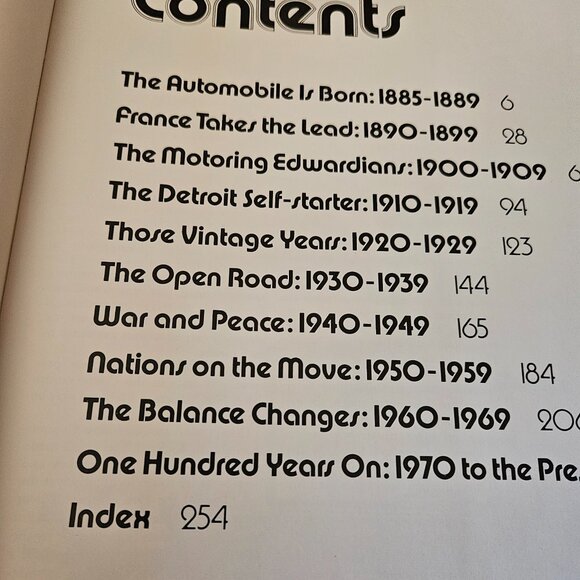 Contents
The Automobile Is Born: 1885-1889 6
France Takes the Lead: 1890-1899 28
The Motoring Edwardians: 1900-1909
The Detroit Self-starter: 1910-1919 94
Those Vintage Years: 1920-1929 123
The Open Road: 1930-1939 144
War and Peace: 1940-1949 165
Nations on the Move: 1950-1959 184
The Balance Changes: 1960-1969 206
One Hundred Years On: 1970 to the Pre
Index 254